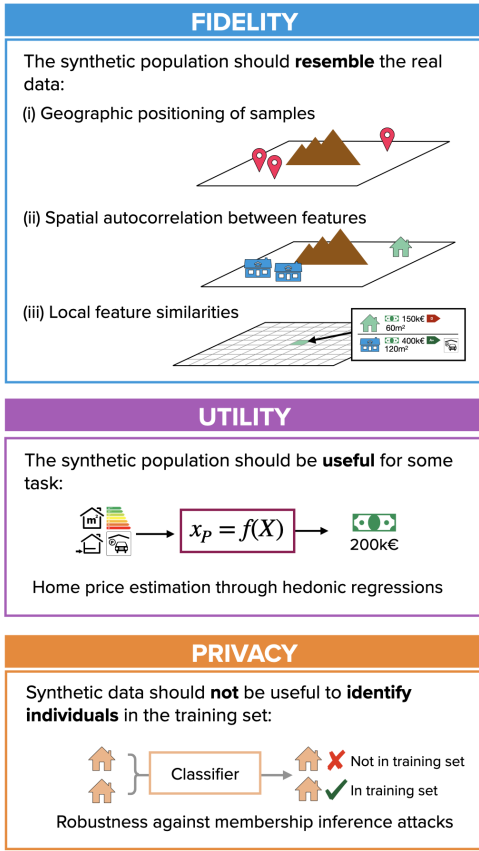 FIDELITY
The synthetic population should resemble the real
data:
(i) Geographic positioning of samples
(ii) Spatial autocorrelation between features
(iii) Local feature similarities
150k€
60m²
400k€
120m²
UTILITY
The synthetic population should be useful for some
task:
m²
x_P = f(X)
200k€
Home price estimation through hedonic regressions
PRIVACY
Synthetic data should not be useful to identify
individuals in the training set:
Classifier
Not in training set
In training set
Robustness against membership inference attacks